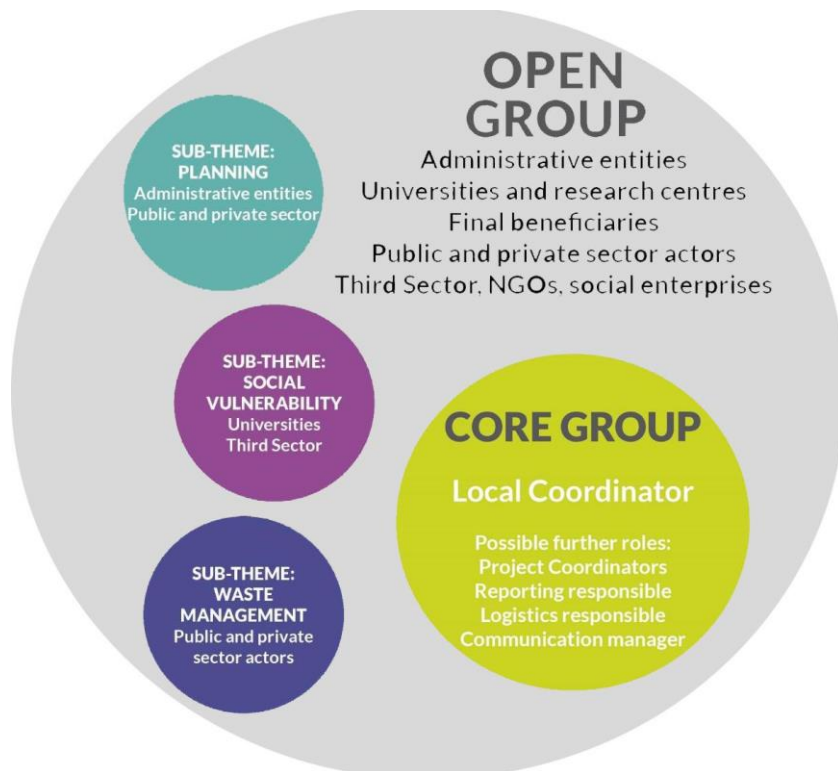 OPEN
GROUP
Administrative entities
Universities and research centres
Final beneficiaries
Public and private sector actors
Third Sector, NGOs, social enterprises
SUB-THEME:
PLANNING
Administrative entities
Public and private sector
SUB-THEME:
SOCIAL
VULNERABILITY
Universities
Third Sector
SUB-THEME:
WASTE
MANAGEMENT
Public and private
sector actors
CORE GROUP
Local Coordinator
Possible further roles:
Project Coordinators
Reporting responsible
Logistics responsible
Communication manager